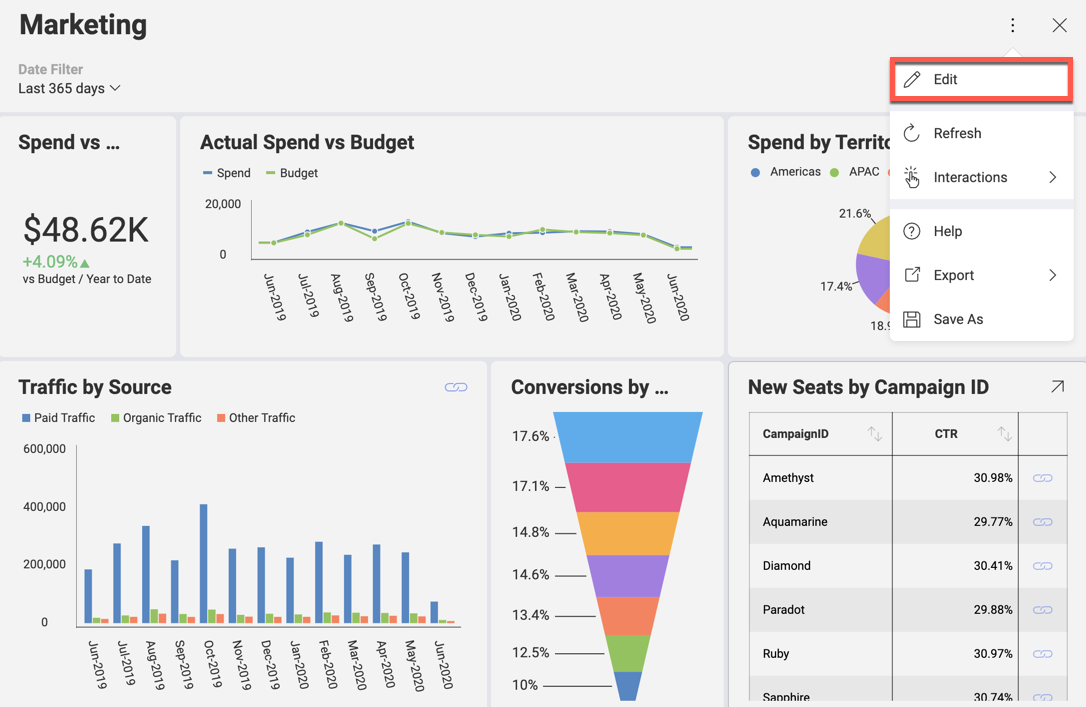 Marketing
Date Filter
Last 365 days
Edit
Refresh
Interactions
Help
Export
Save As
Spend vs ...
$48.62K
+4.09%
vs Budget / Year to Date
Actual Spend vs Budget
Spend Budget
20,000
0
Jun-2019 Jul-2019 Aug-2019 Sep-2019 Oct-2019 Nov-2019 Dec-2019 Jan-2020 Feb-2020 Mar-2020 Apr-2020 May-2020 Jun-2020
Spend by Territo
Americas APAC
21.6%
17.4%
18.9
Traffic by Source
Paid Traffic Organic Traffic Other Traffic
600,000
400,000
200,000
0
Jun-2019 Jul-2019 Aug-2019 Sep-2019 Oct-2019 Nov-2019 Dec-2019 Jan-2020 Feb-2020 Mar-2020 Apr-2020 May-2020 Jun-2020
Conversions by ...
17.6%
17.1%
14.8%
14.6%
13.4%
12.5%
10%
New Seats by Campaign ID
CampaignID CTR
Amethyst 30.98%
Aquamarine 29.77%
Diamond 30.41%
Paradot 29.88%
Ruby 30.97%
Sapphire 30.74%